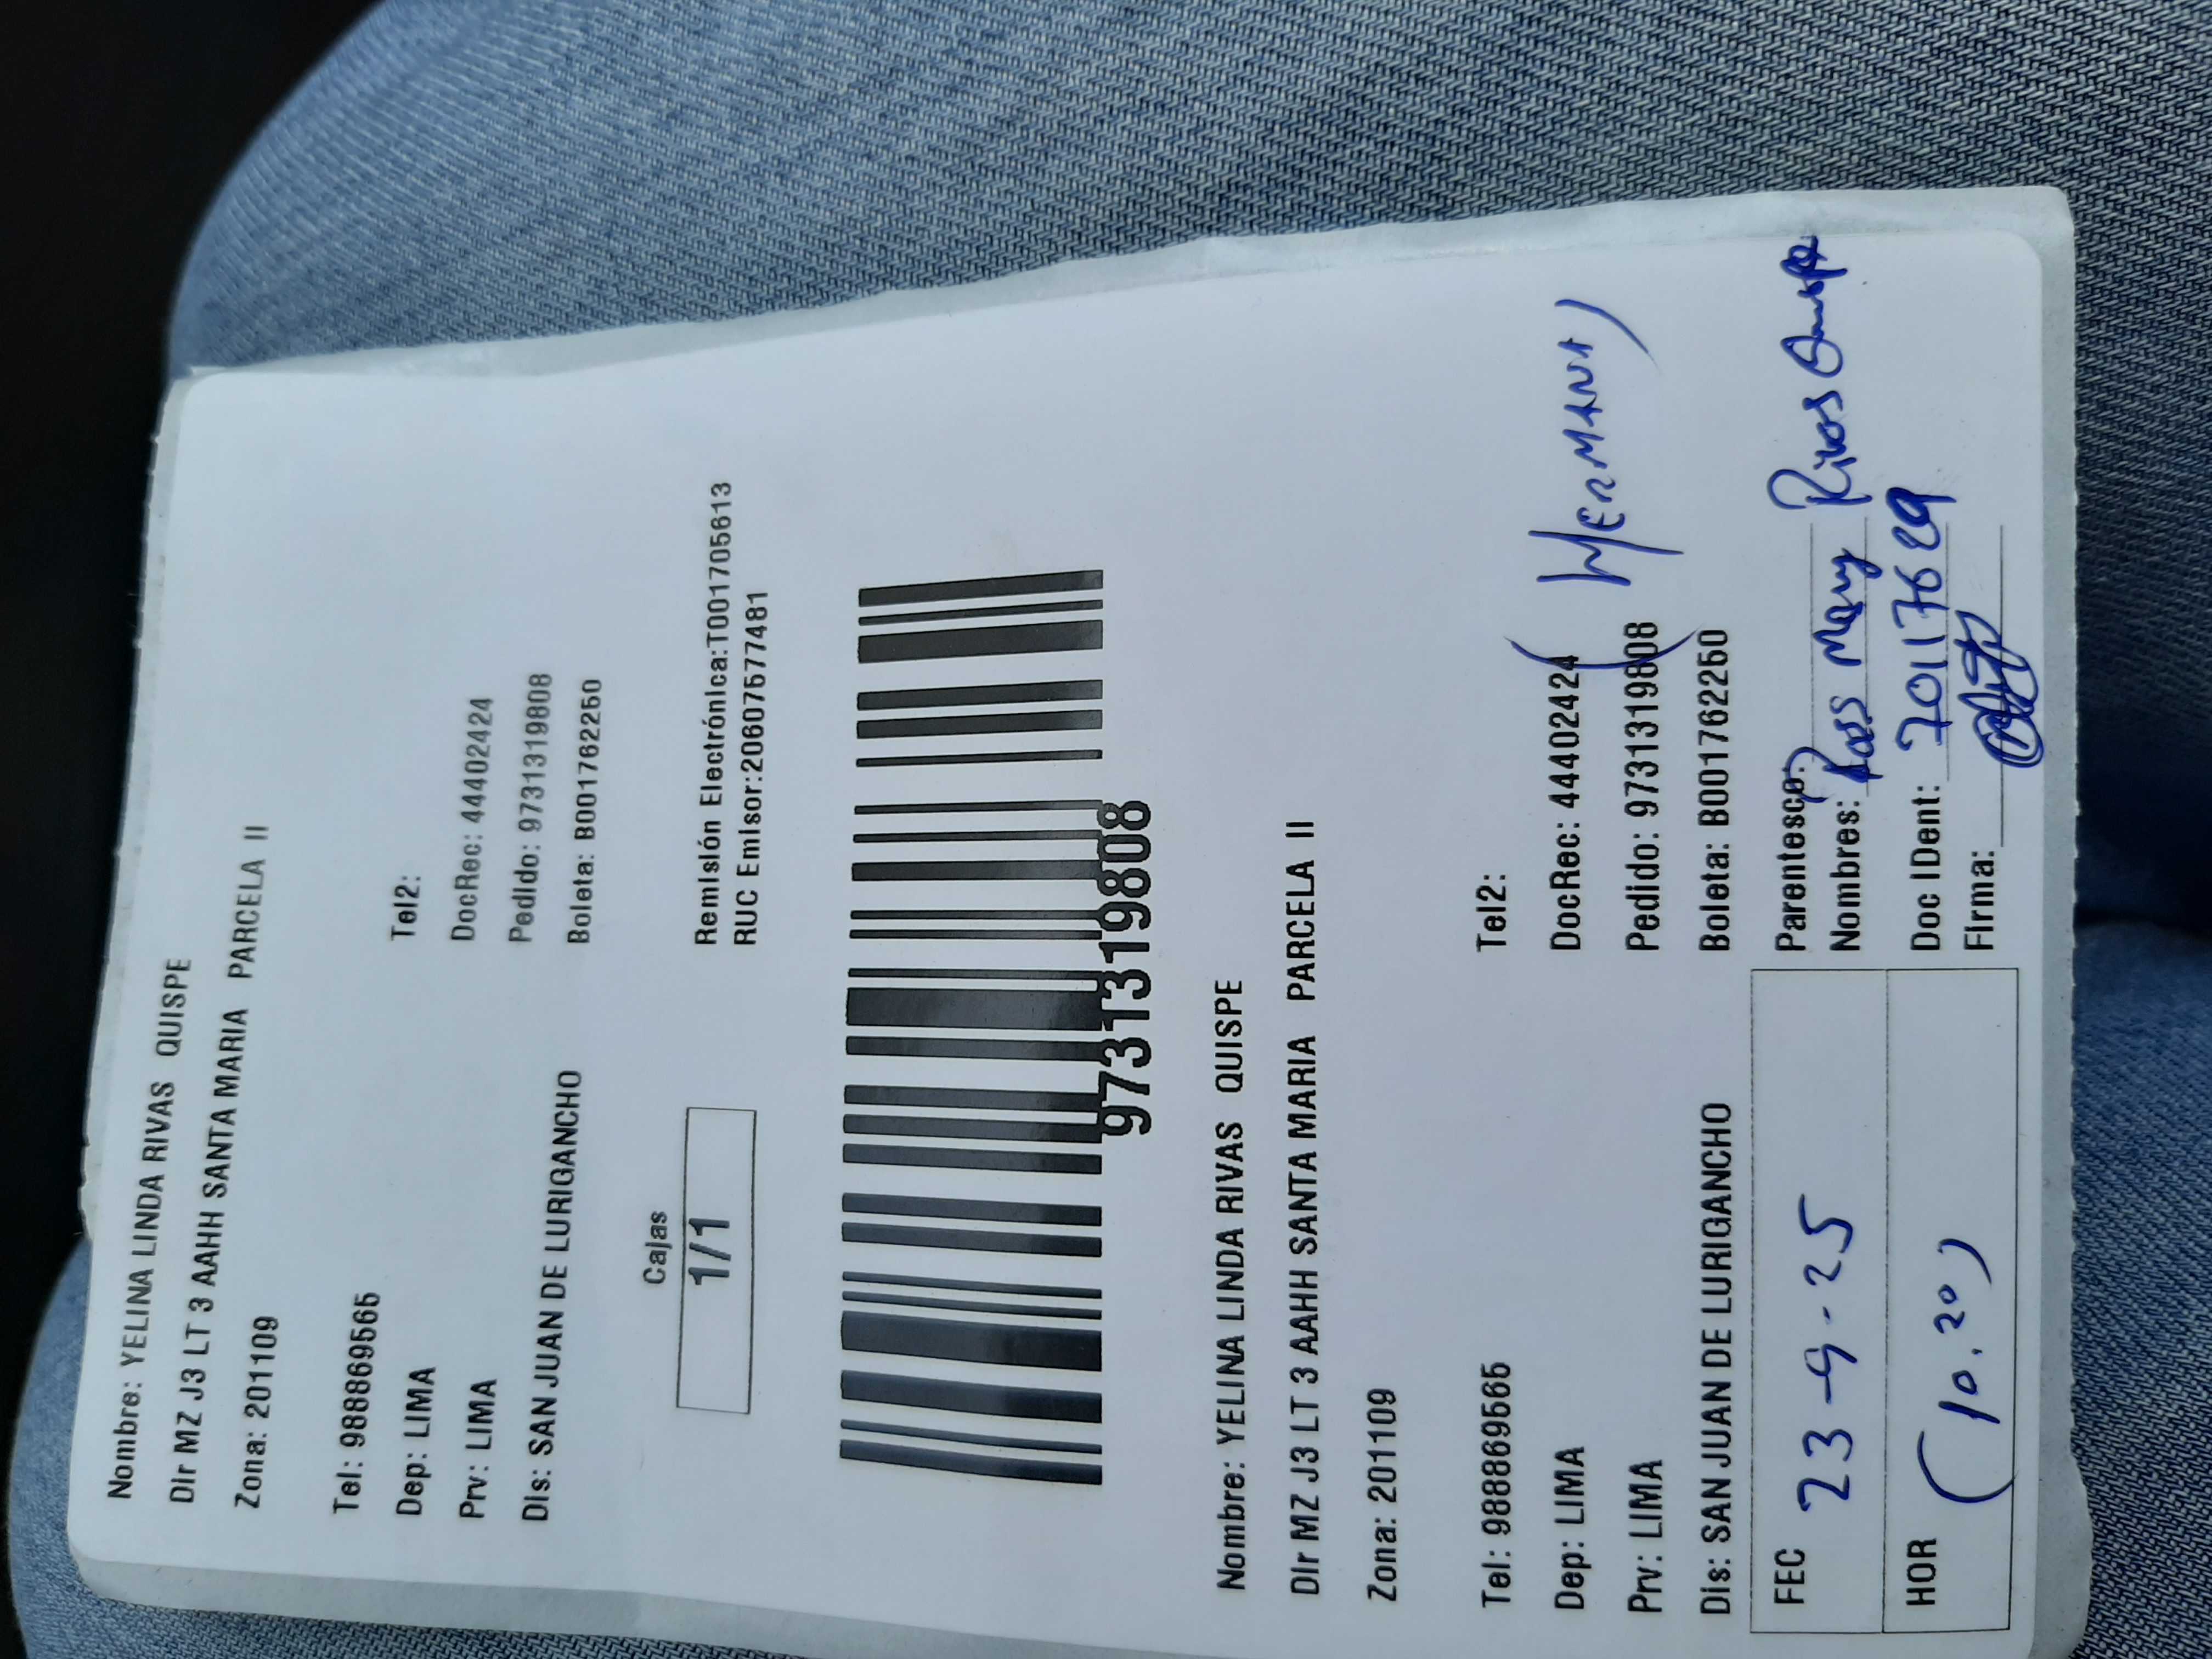 Nombre: YELINA LINDA RIVAS QUISPE
Dir MZ J3 LT 3 AAHH SANTA MARIA PARCELA II
Zona: 201109
Tel: 988869565
Tel2:
Dep: LIMA
DocRec: 44402424
Prv: LIMA
Pedido: 97313198 08
Dis: SAN JUAN DE LURIGANCHO
Boleta: B001762250
Cajas
1/1
Remisión Electrónica:T001705613
RUC Emisor:20607577481
9731319808
Nombre: YELINA LINDA RIVAS QUISPE
Dir MZ J3 LT 3 AAHH SANTA MARIA PARCELA II
Zona: 201109
Tel: 988869565
Tel2:
Dep: LIMA
DocRec: 44402424
Prv: LIMA
Pedido: 9731319808
(HERMANA)
Dis: SAN JUAN DE LURIGANCHO
Boleta: B001762250
FEC 23-9-25
Parentesco:
Nombres: Ross Mery Rivas Quispe
HOR (10.20)
Doc IDent: 70117629
Firma: